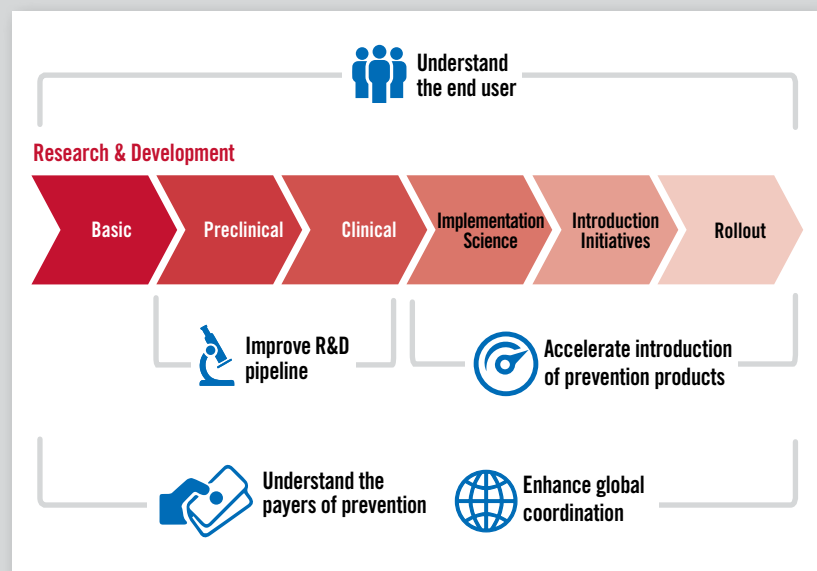 Understand
the end user
Research & Development
Basic
Preclinical
Clinical
Implementation
Science
Introduction
Initiatives
Rollout
Improve R&D
pipeline
Accelerate introduction
of prevention products
Understand the
payers of prevention
Enhance global
coordination